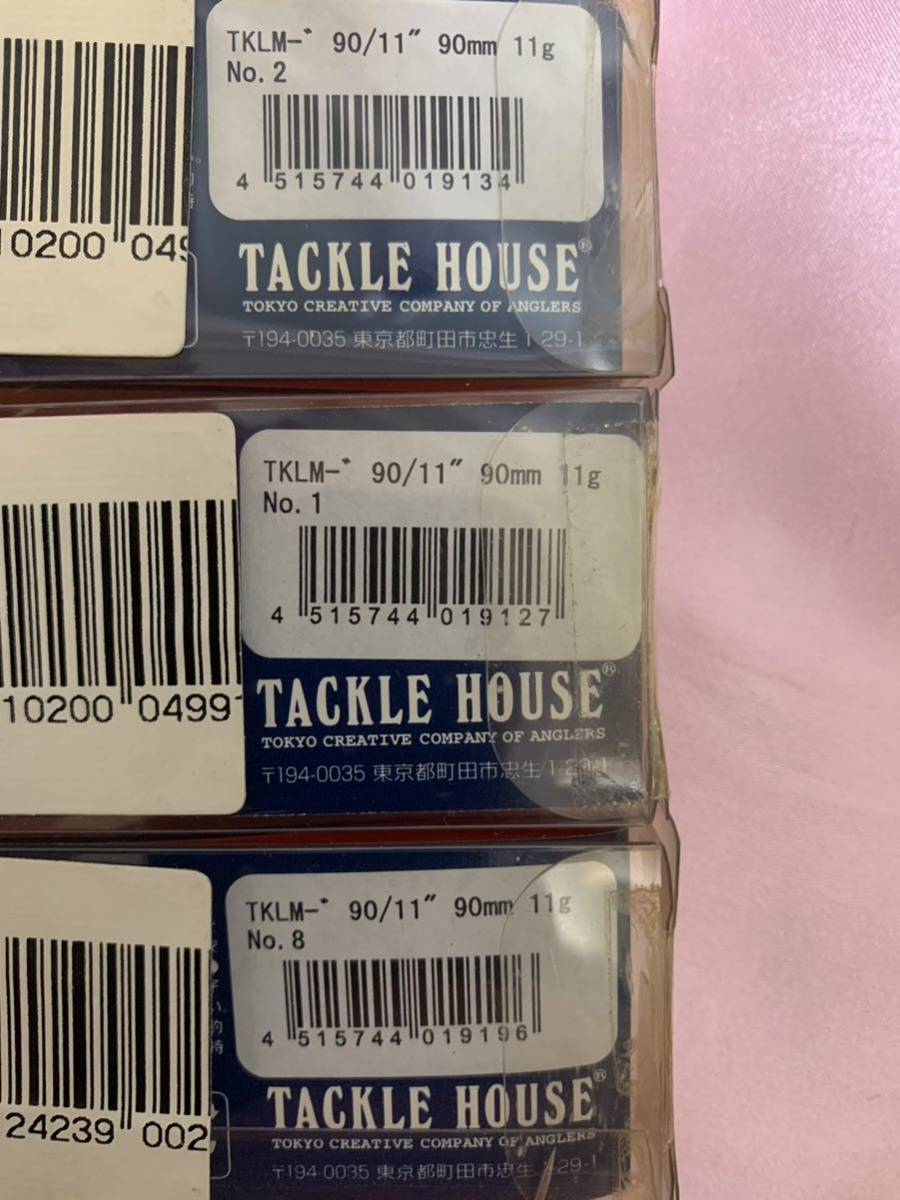 TKLM-* 90/11" 90mm 11g
No. 2
4 515744 019134
10200 049
TACKLE HOUSE®
TOKYO CREATIVE COMPANY OF ANGLERS
〒194-0035 東京都町田市忠生 1-29-1
TKLM-* 90/11" 90mm 11g
No. 1
4 515744 019127
10200 04991
TACKLE HOUSE®
TOKYO CREATIVE COMPANY OF ANGLERS
〒194-0035 東京都町田市忠生 1-29-1
TKLM-* 90/11" 90mm 11g
No. 8
4 515744 019196
24239 002
TACKLE HOUSE®
TOKYO CREATIVE COMPANY OF ANGLERS
〒194-0035 東京都町田市忠生 1-29-1